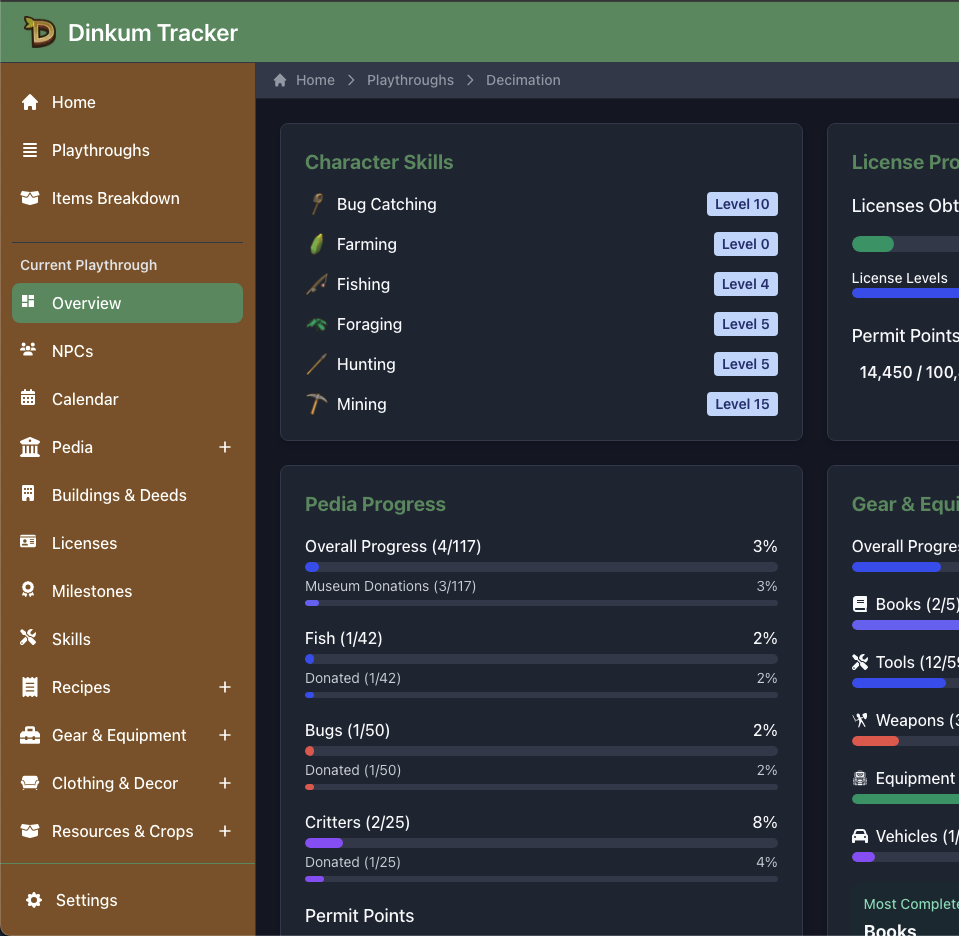 Dinkum Tracker
Home
Playthroughs
Items Breakdown
Current Playthrough
Overview
NPCs
Calendar
Pedia
Buildings & Deeds
Licenses
Milestones
Skills
Recipes
Gear & Equipment
Clothing & Decor
Resources & Crops
Settings
Home > Playthroughs > Decimation
Character Skills
Bug Catching Level 10
Farming Level 0
Fishing Level 4
Foraging Level 5
Hunting Level 5
Mining Level 15
License Pro
Licenses Obt
License Levels
Permit Points
14,450 / 100,
Pedia Progress
Overall Progress (4/117) 3%
Museum Donations (3/117) 3%
Fish (1/42) 2%
Donated (1/42) 2%
Bugs (1/50) 2%
Donated (1/50) 2%
Critters (2/25) 8%
Donated (1/25) 4%
Permit Points
Gear & Equi
Overall Progre
Books (2/5)
Tools (12/59
Weapons (3
Equipment
Vehicles (1/
Most Complete
Books